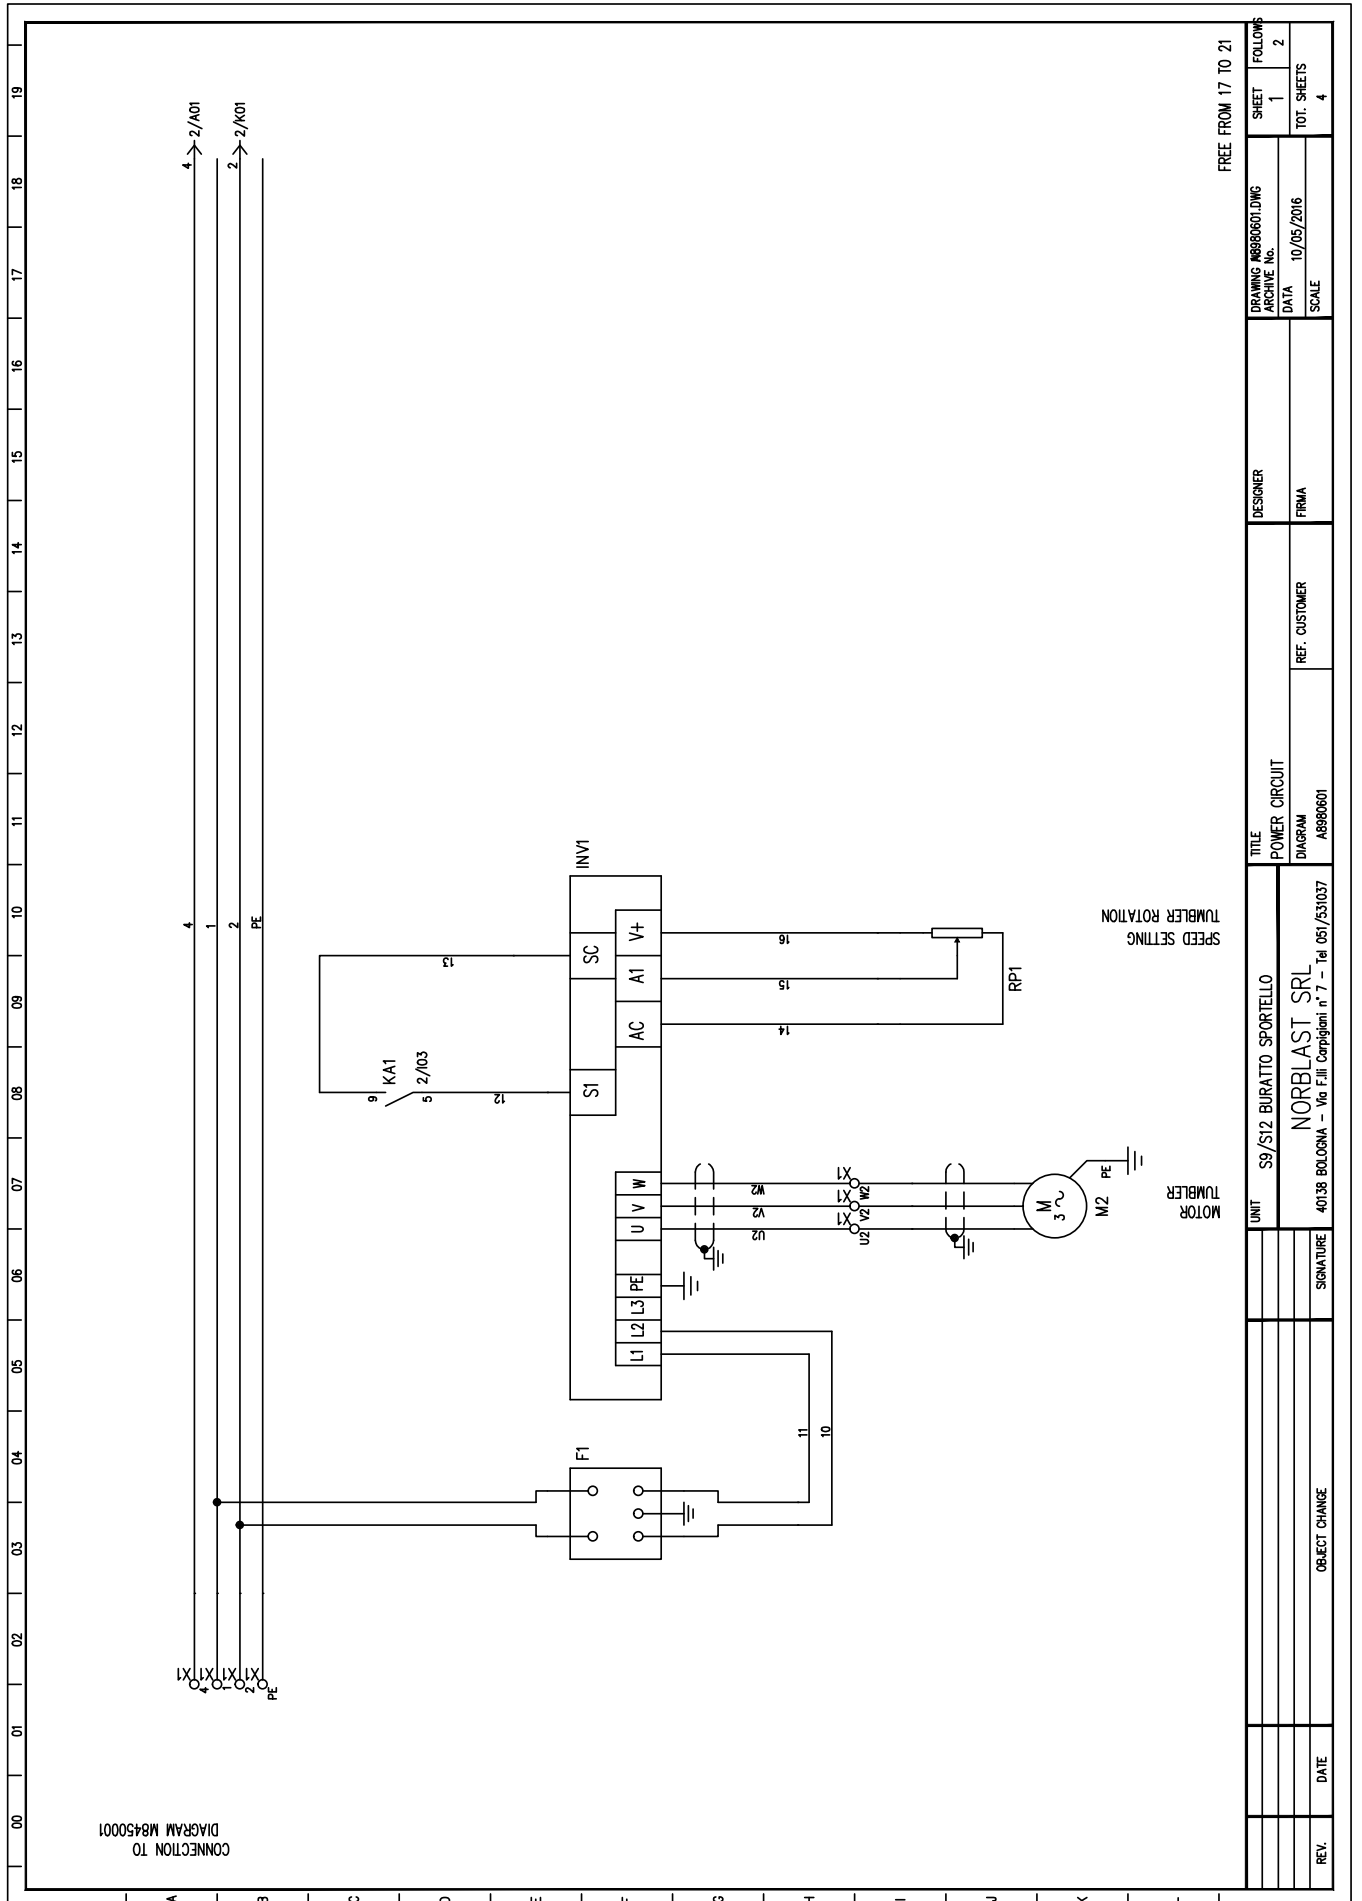 00 01 02 03 04 05 06 07 08 09 10 11 12 13 14 15 16 17 18 19
A
B
C
D
E
F
G
H
I
J
K
L
CONNECTION TO
DIAGRAM M8450001
X1
4
X1
1
X1
2
X1
PE
4
1
2
PE
4
2/A01
2
2/K01
F1
11
10
INV1
L1 L2 L3 PE U V W
S1
SC
AC
A1
V+
KA1
9
5
2/I03
12
13
14
15
16
RP1
SPEED SETTING
TUMBLER ROTATION
U2
V2
W2
X1
X1
X1
U2
V2
W2
M
3
M2
PE
MOTOR
TUMBLER
FREE FROM 17 TO 21
REV.
DATE
OBJECT CHANGE
SIGNATURE
UNIT
S9/S12 BURATTO SPORTELLO
NORBLAST SRL
40138 BOLOGNA - Via F.lli Carpigiani n° 7 - Tel 051/531037
TITLE
POWER CIRCUIT
DIAGRAM
A8980601
REF. CUSTOMER
DESIGNER
FIRMA
DRAWING
ARCHIVE No.
DATA
10/05/2016
SCALE
SHEET
1
FOLLOWS
2
TOT. SHEETS
4